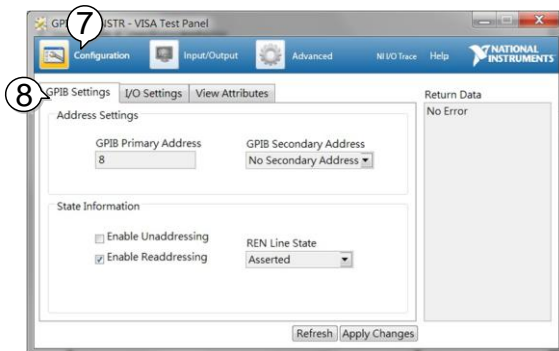 GP NSTR - VISA Test Panel
7
Configuration Input/Output Advanced NI I/O Trace Help NATIONAL INSTRUMENTS
8
GPIB Settings I/O Settings View Attributes Return Data
Address Settings No Error
GPIB Primary Address GPIB Secondary Address
8 No Secondary Address
State Information
Enable Unaddressing REN Line State
Enable Readdressing Asserted
Refresh Apply Changes